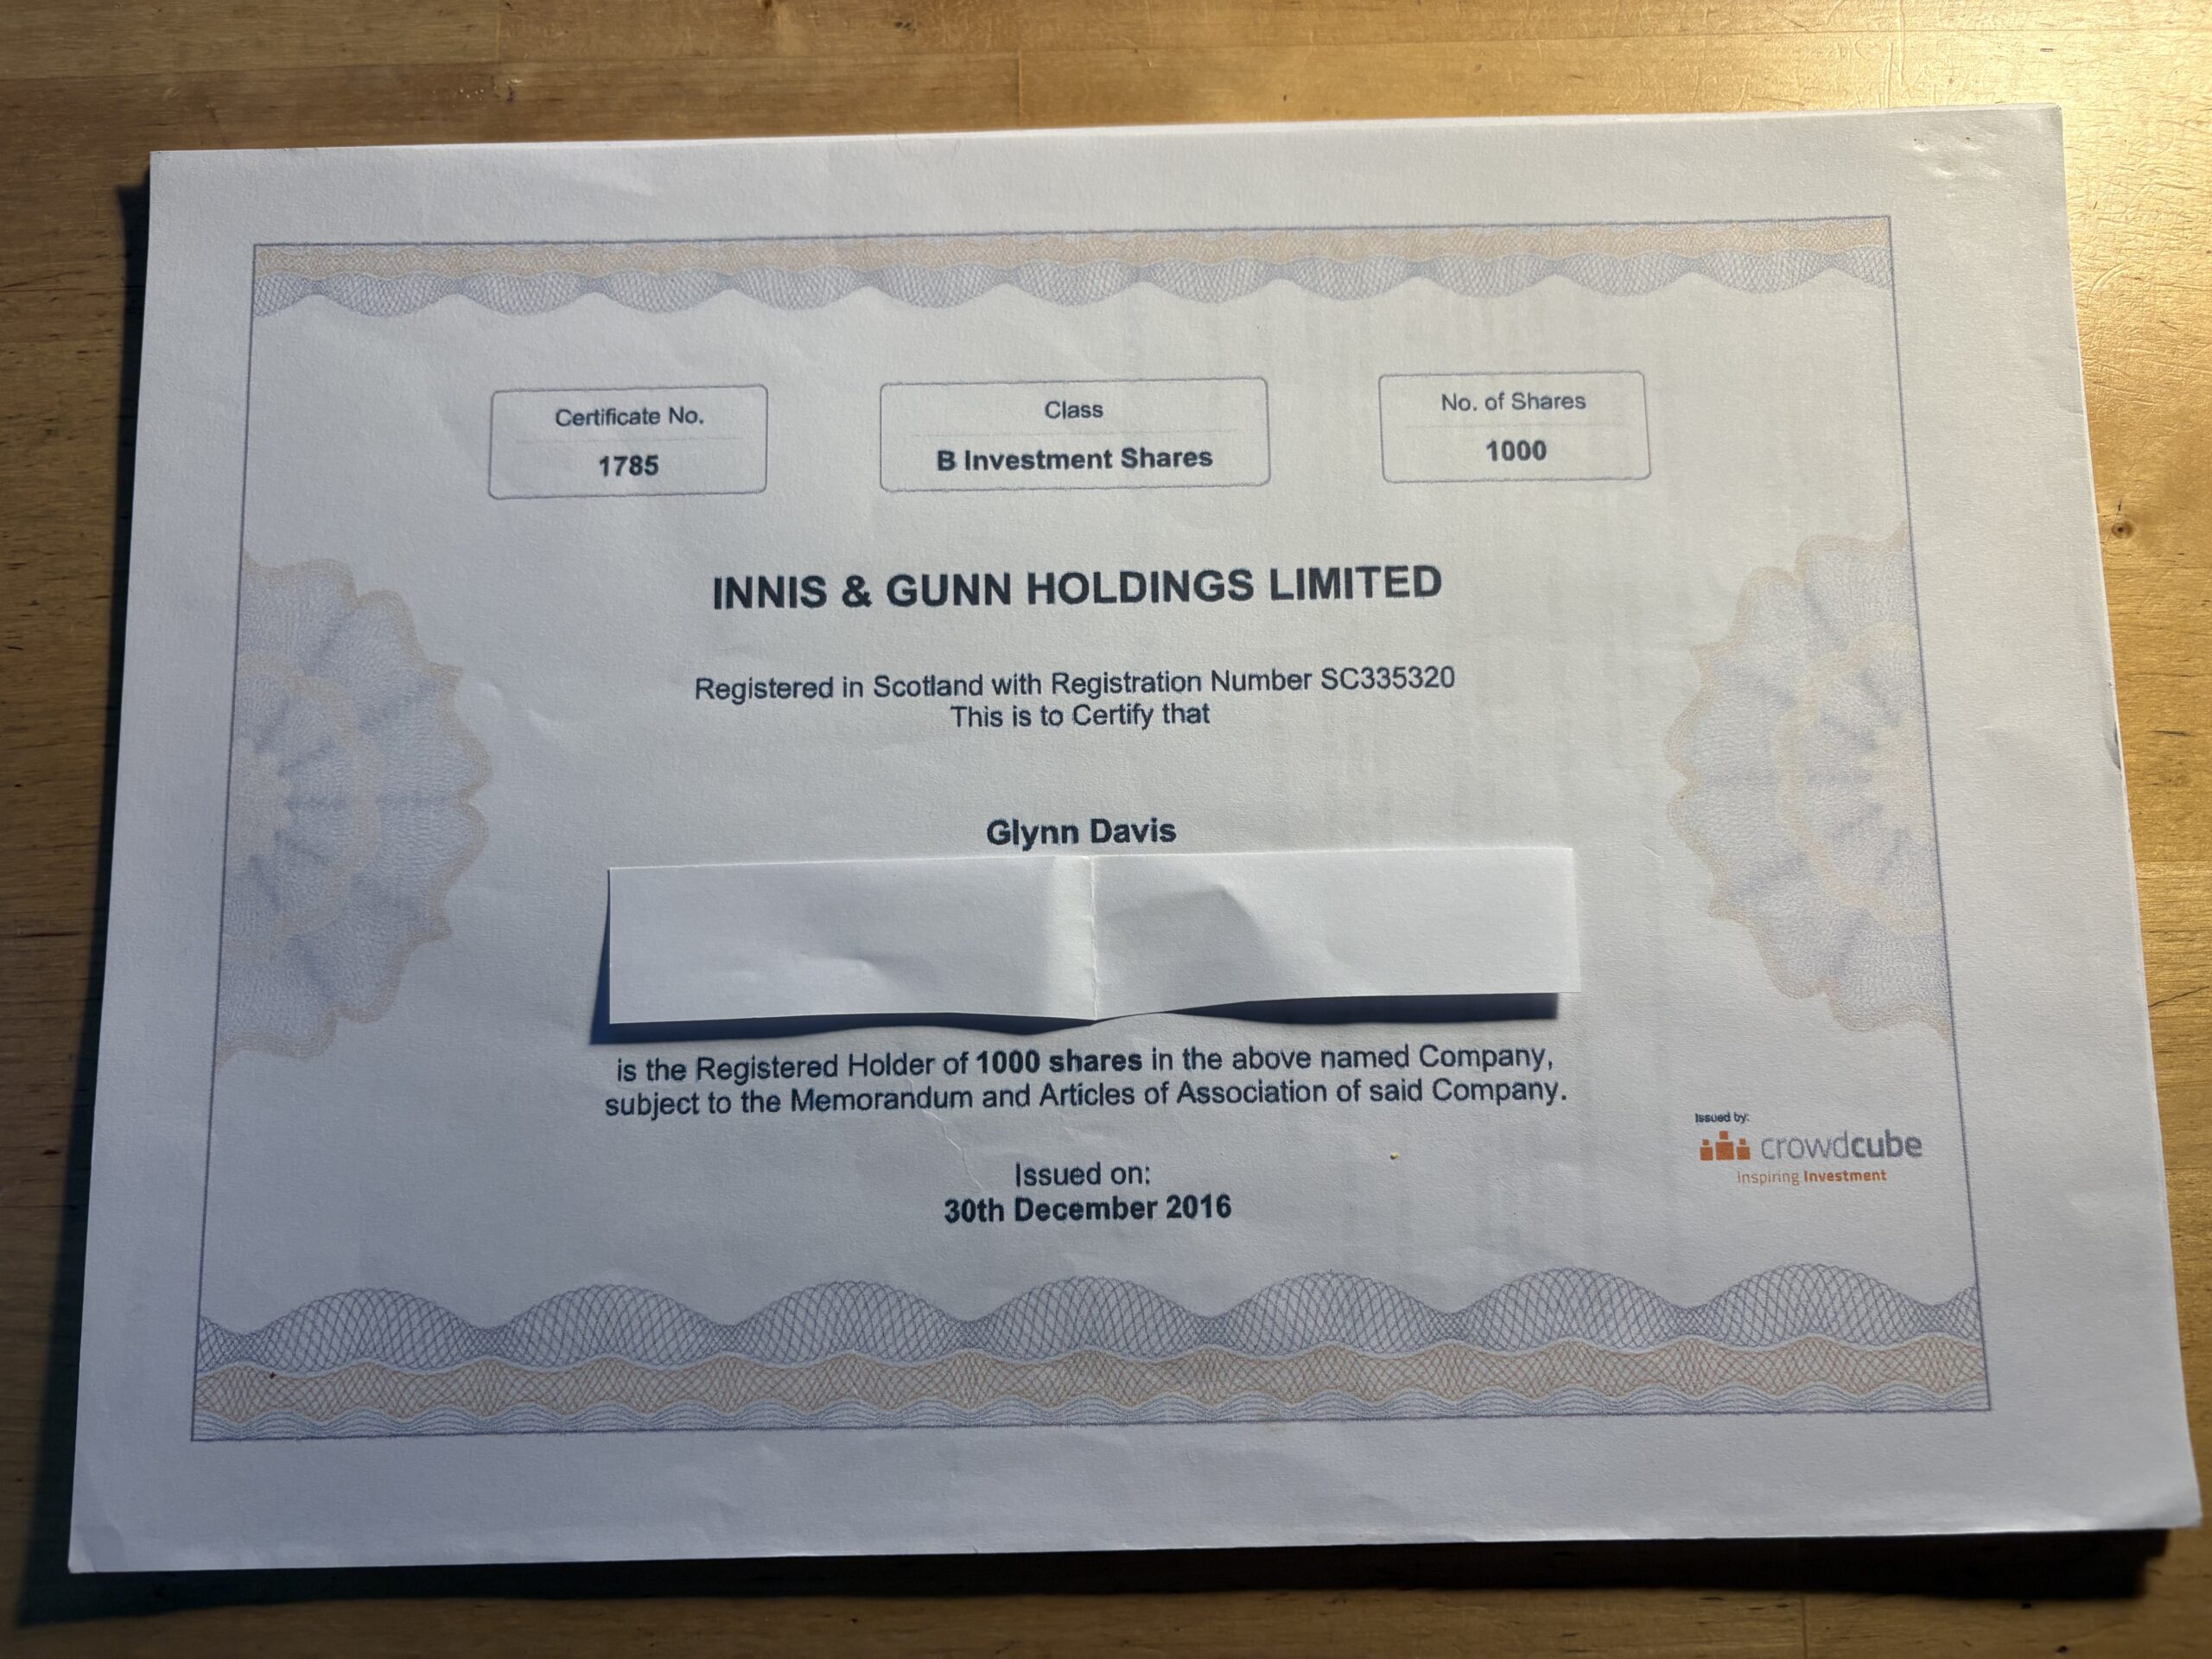 Certificate No.
1785
Class
B Investment Shares
No. of Shares
1000
INNIS & GUNN HOLDINGS LIMITED
Registered in Scotland with Registration Number SC335320
This is to Certify that
Glynn Davis
is the Registered Holder of 1000 shares in the above named Company,
subject to the Memorandum and Articles of Association of said Company.
Issued on:
30th December 2016
Issued by:
crowdcube
Inspiring Investment